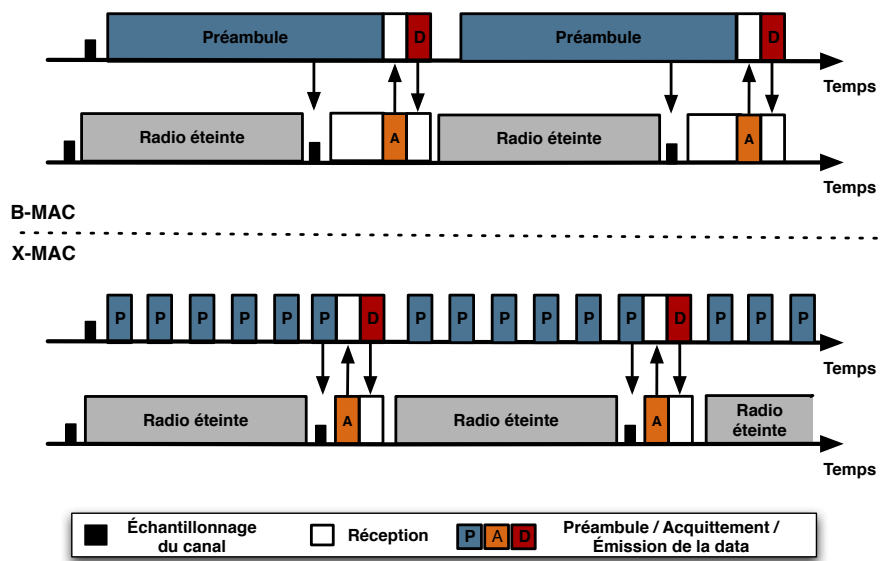 Préambule D Préambule D
Temps
Radio éteinte A Radio éteinte A
Temps
B-MAC
X-MAC
P P P P P P D P P P P P P D P P P
Temps
Radio éteinte A Radio éteinte A Radio
éteinte
Temps
Échantillonnage
du canal
Réception
P A D
Préambule / Acquittement /
Émission de la data